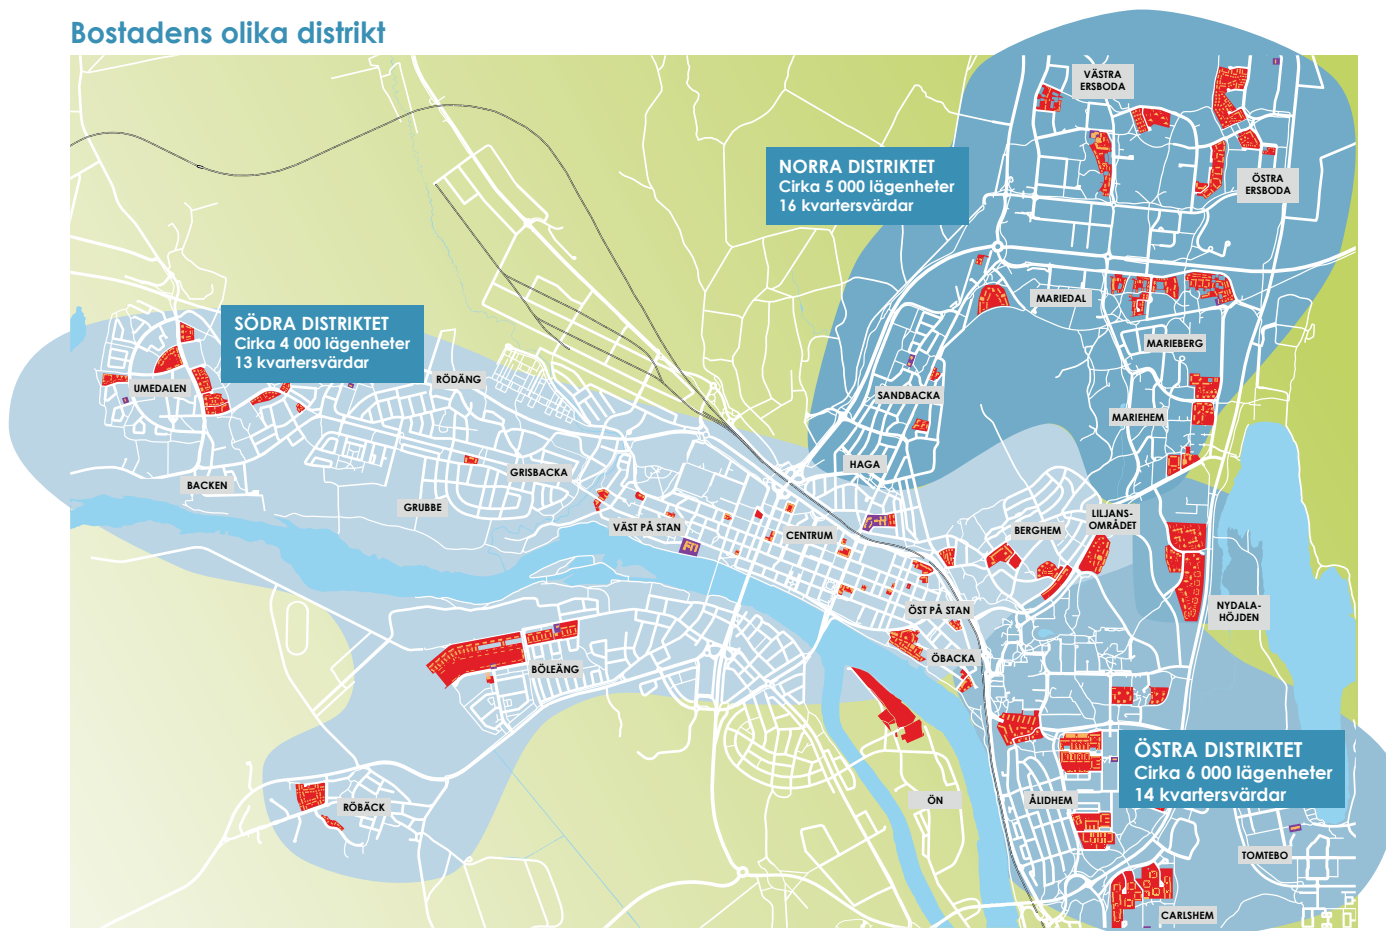 Bostadens olika distrikt
VÄSTRA
ERSBODA
NORRA DISTRIKTET
Cirka 5 000 lägenheter
16 kvartersvärdar
ÖSTRA
ERSBODA
MARIEDAL
SÖDRA DISTRIKTET
Cirka 4 000 lägenheter
13 kvartersvärdar
MARIEBERG
RÖDÄNG
UMEDALEN
SANDBACKA
MARIEHEM
HAGA
GRISBACKA
BACKEN
GRUBBE
LILJANS-
OMRÅDET
VÄST PÅ STAN
CENTRUM
BERGHEM
ÖST PÅ STAN
NYDALA-
HÖJDEN
ÖBACKA
BÖLEÄNG
ÖSTRA DISTRIKTET
Cirka 6 000 lägenheter
14 kvartersvärdar
RÖBÄCK
ÖN
ÅLIDHEM
TOMTEBO
CARLSHEM